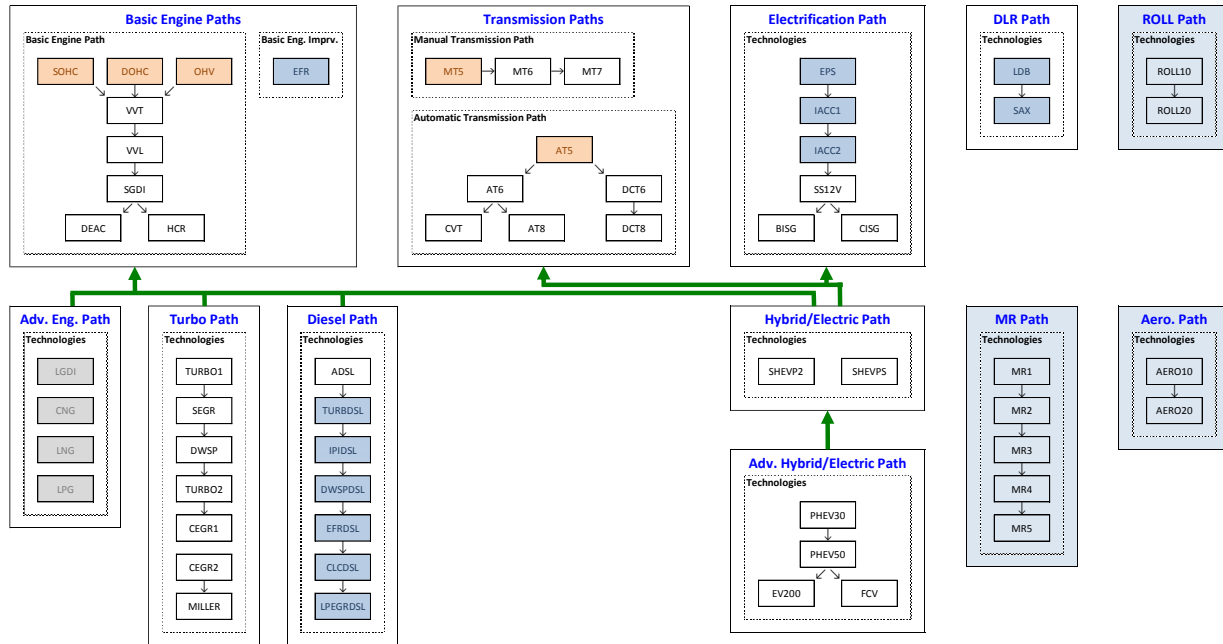 Basic Engine Paths
Basic Engine Path
SOHC
DOHC
OHV
VVT
VVL
SGDI
DEAC
HCR
Basic Eng. Imprv.
EFR
Transmission Paths
Manual Transmission Path
MT5
MT6
MT7
Automatic Transmission Path
AT5
AT6
DCT6
CVT
AT8
DCT8
Electrification Path
Technologies
EPS
IACC1
IACC2
SS12V
BISG
CISG
DLR Path
Technologies
LDB
SAX
ROLL Path
Technologies
ROLL10
ROLL20
Adv. Eng. Path
Technologies
LGDI
CNG
LNG
LPG
Turbo Path
Technologies
TURBO1
SEGR
DWSP
TURBO2
CEGR1
CEGR2
MILLER
Diesel Path
Technologies
ADSL
TURBDSL
IPIDSL
DWSPDSL
EFRDSL
CLCDSL
LPEGRDSL
Hybrid/Electric Path
Technologies
SHEVP2
SHEVPS
Adv. Hybrid/Electric Path
Technologies
PHEV30
PHEV50
EV200
FCV
MR Path
Technologies
MR1
MR2
MR3
MR4
MR5
Aero. Path
Technologies
AERO10
AERO20